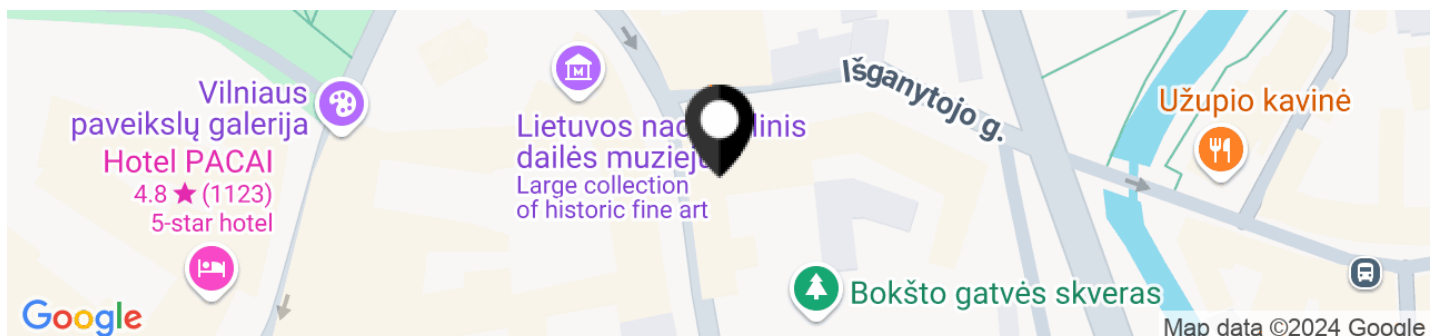 Vilniaus
paveikslų galerija
Hotel PACAI
4.8 ★ (1123)
5-star hotel
M
Lietuvos
dailės
Large collection
of historic fine art
Išganytojo g.
Užupio kavinė
Bokšto gatvės skveras
Google
Map data ©2024 Google